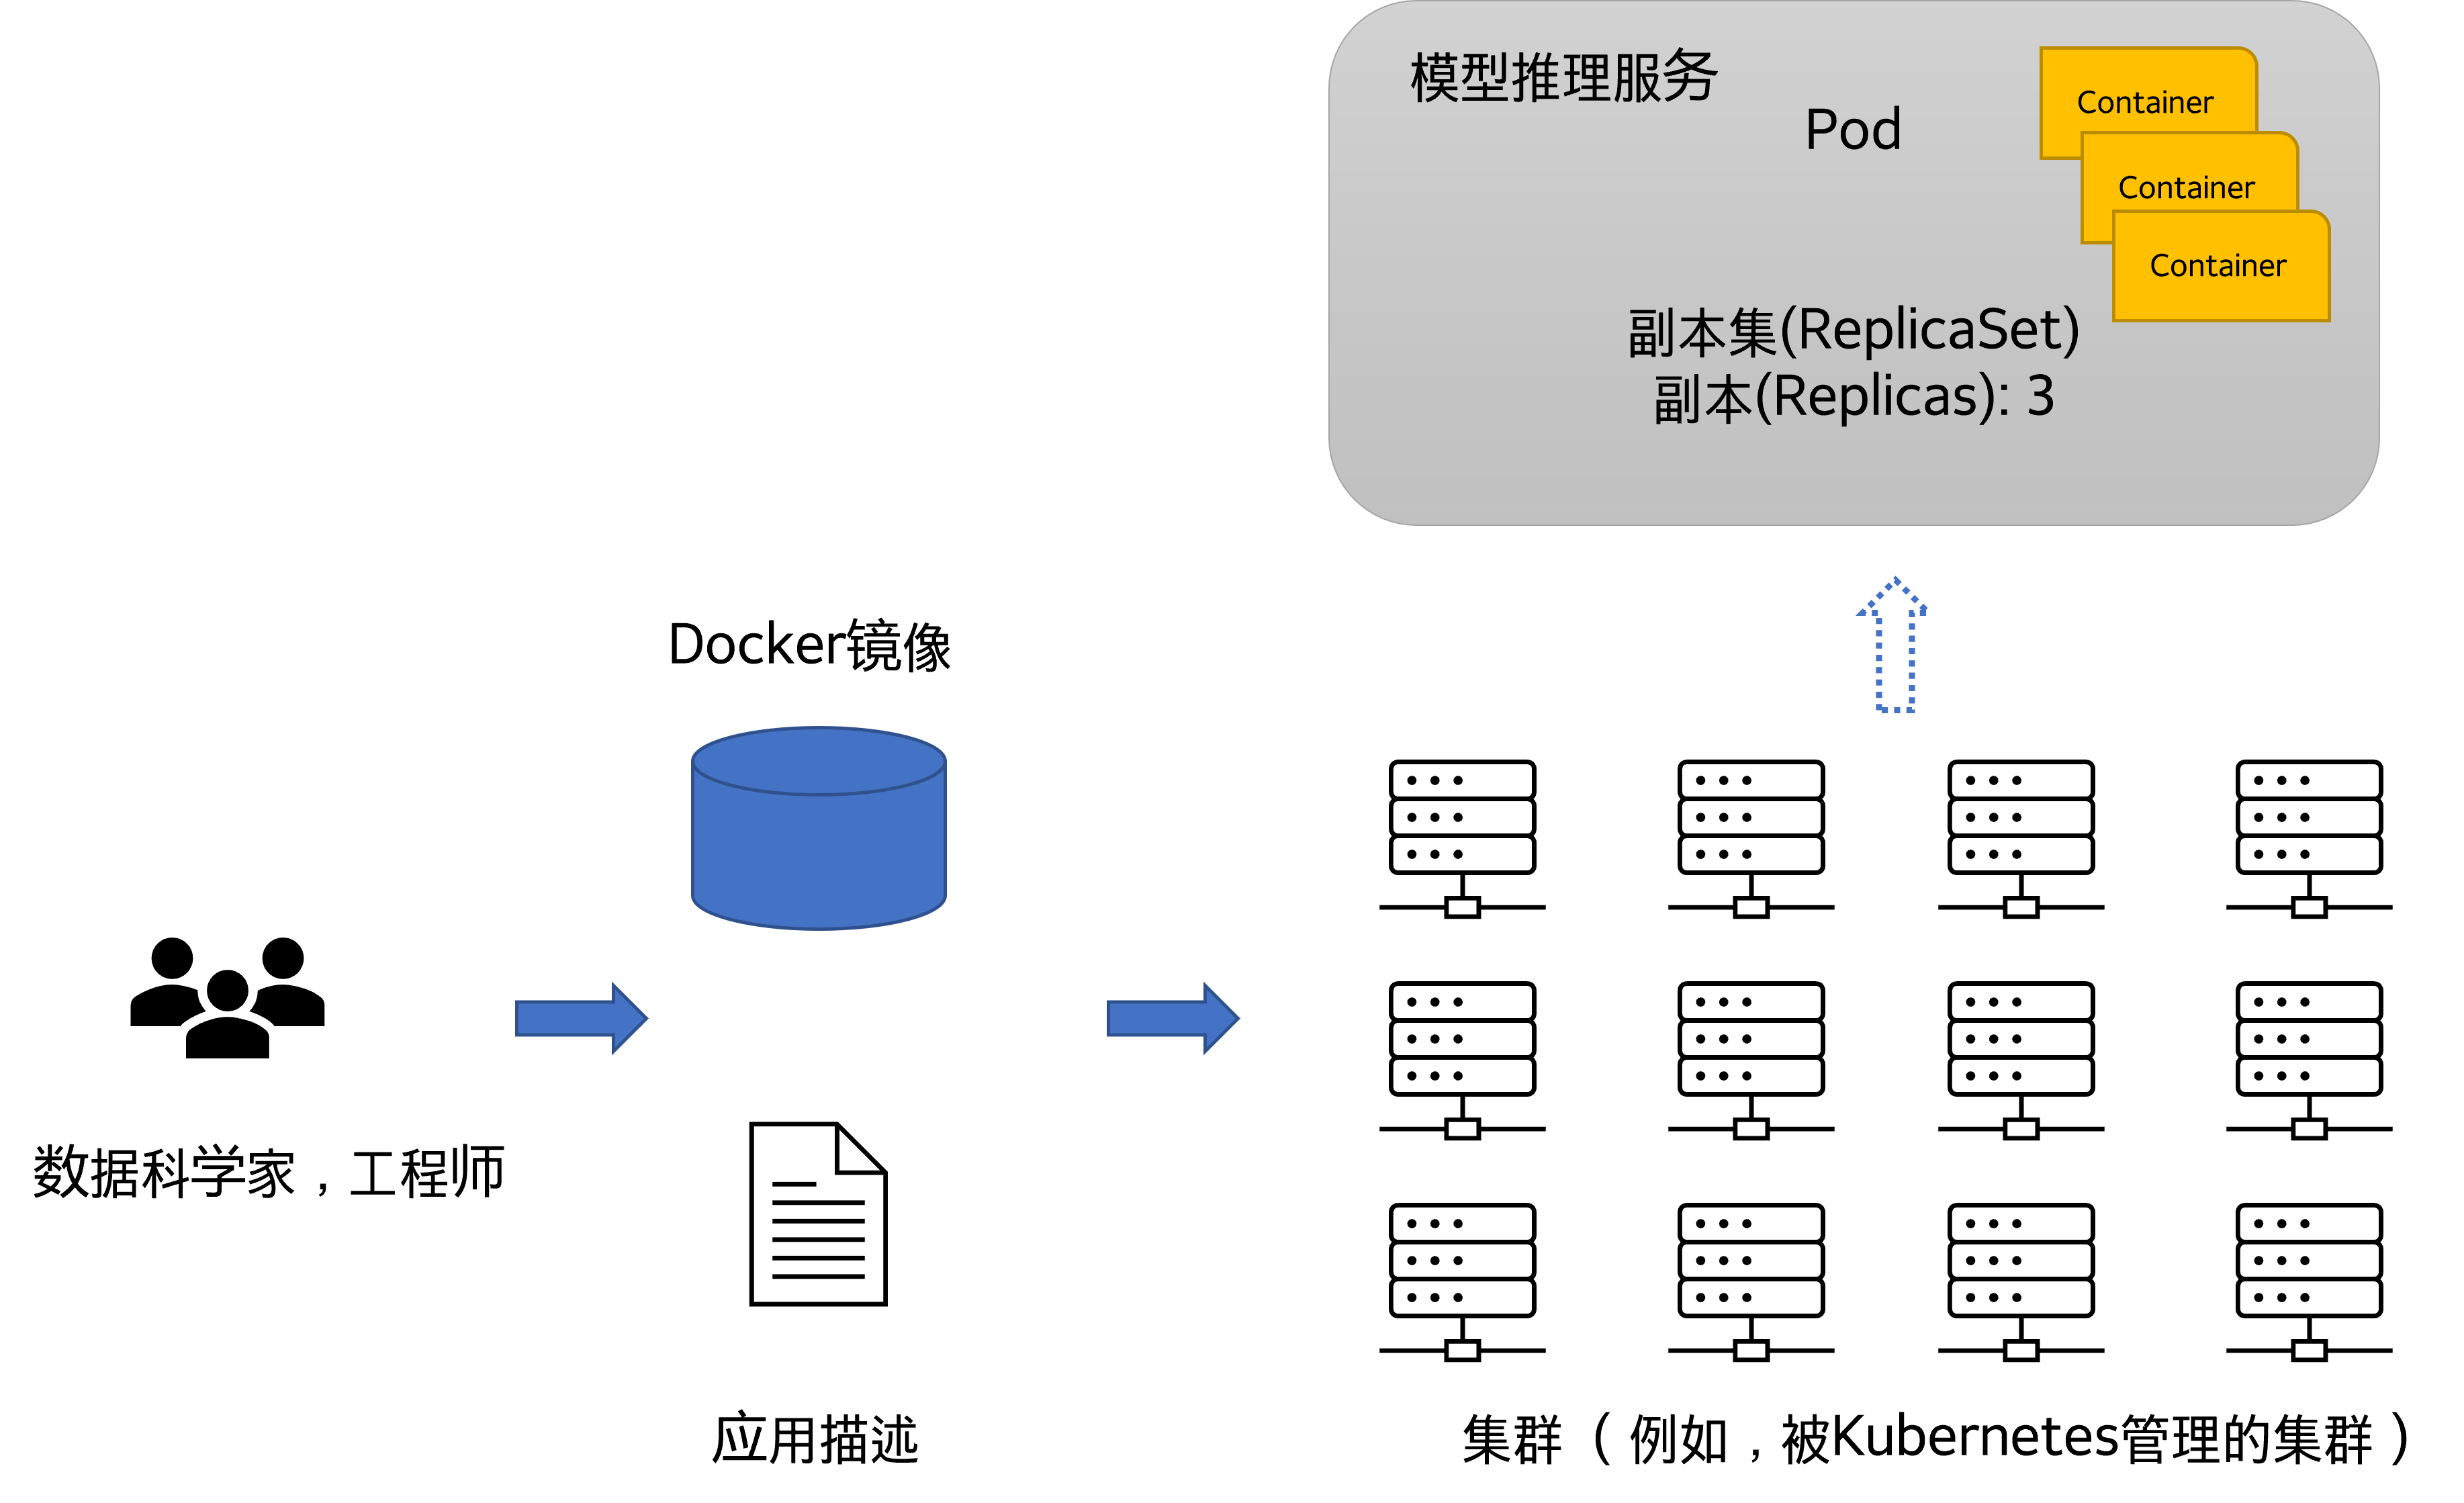 模型推理服务
Pod
Container
Container
Container
副本集(ReplicaSet)
副本(Replicas): 3
Docker镜像
数据科学家，工程师
应用描述
集群（例如，被Kubernetes管理的集群）